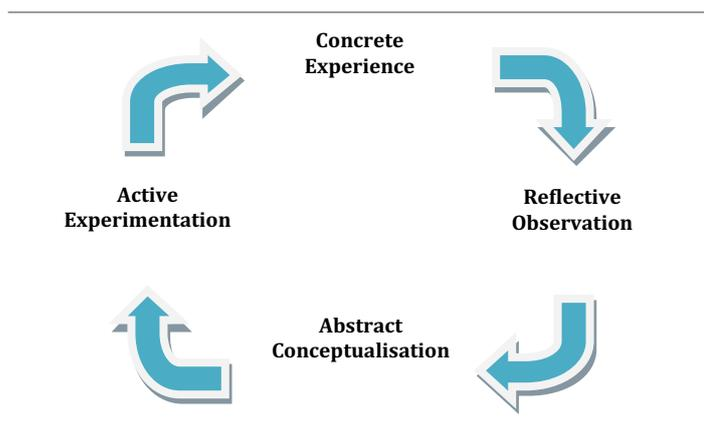 Concrete
Experience
Active
Experimentation
Reflective
Observation
Abstract
Conceptualisation